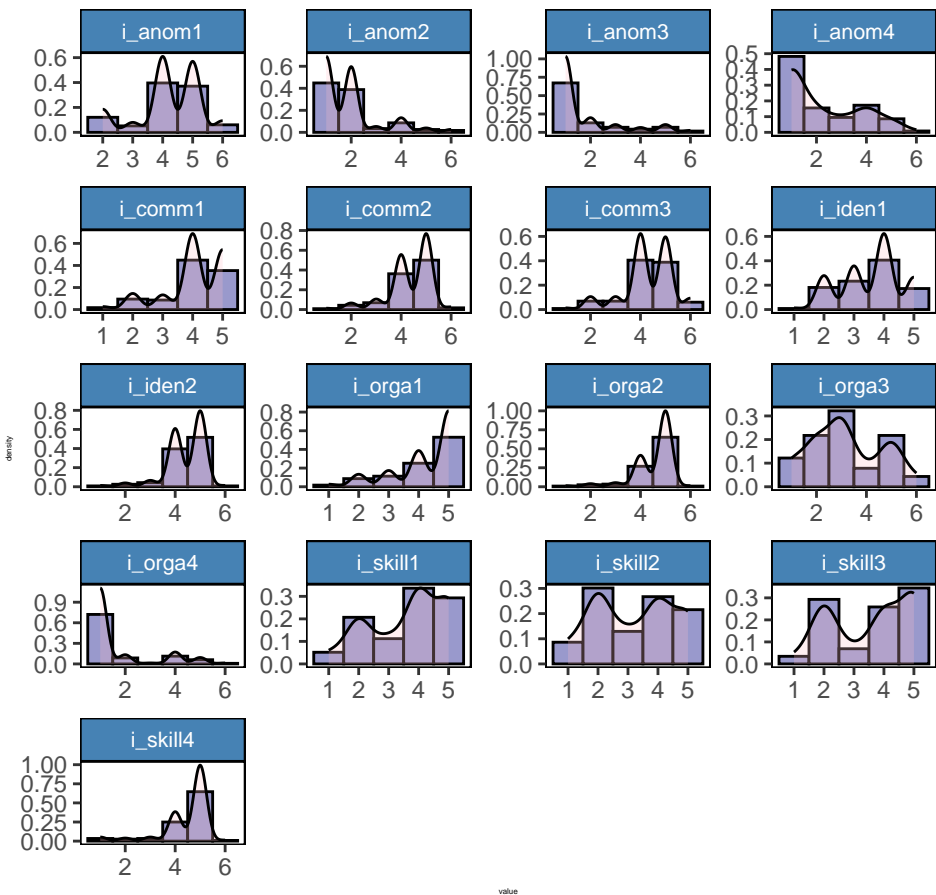 i_anom1 i_anom2 i_anom3 i_anom4
0.6 0.4 0.2 0.0
2 3 4 5 6
0.6 0.4 0.2 0.0
2 4 6
1.00 0.75 0.50 0.25 0.00
2 4 6
0.5 0.4 0.3 0.2 0.1 0.0
2 4 6
i_comm1 i_comm2 i_comm3 i_iden1
0.6 0.4 0.2 0.0
1 2 3 4 5
0.8 0.6 0.4 0.2 0.0
2 4 6
0.6 0.4 0.2 0.0
1 2 3 4 5 6
0.6 0.4 0.2 0.0
1 2 3 4 5
i_iden2 i_orga1 i_orga2 i_orga3
0.8 0.6 0.4 0.2 0.0
2 4 6
0.8 0.6 0.4 0.2 0.0
1 2 3 4 5
1.00 0.75 0.50 0.25 0.00
2 4 6
0.3 0.2 0.1 0.0
2 4 6
density
i_orga4 i_skill1 i_skill2 i_skill3
0.9 0.6 0.3 0.0
2 4 6
0.3 0.2 0.1 0.0
1 2 3 4 5
0.3 0.2 0.1 0.0
1 2 3 4 5
0.3 0.2 0.1 0.0
1 2 3 4 5
i_skill4
1.00 0.75 0.50 0.25 0.00
2 4 6
value